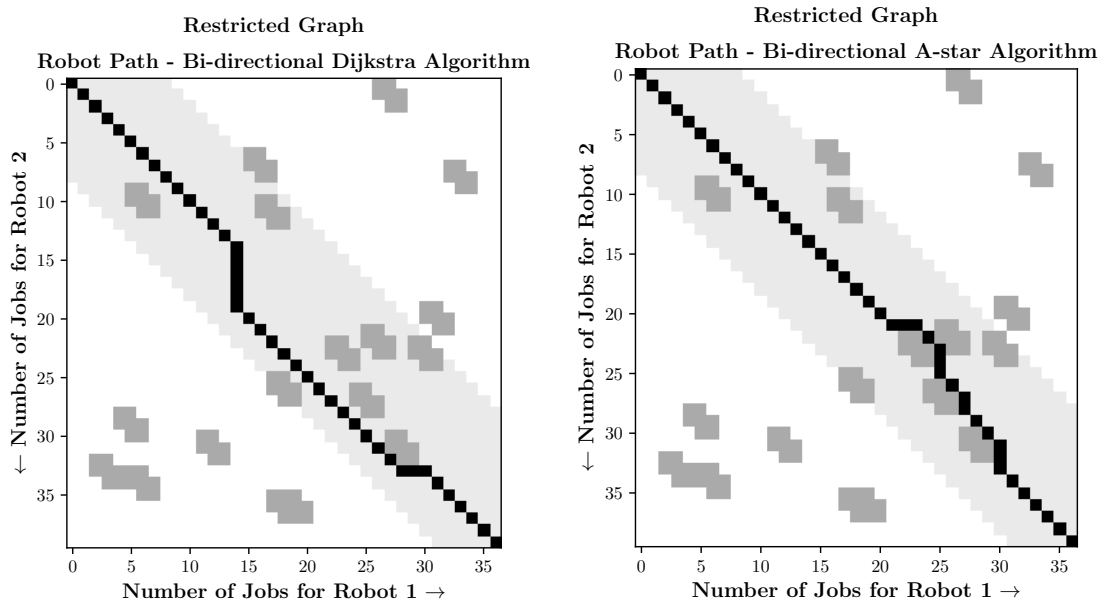 Restricted Graph
Robot Path - Bi-directional Dijkstra Algorithm
0
5
10
15
20
25
30
35
← Number of Jobs for Robot 2
0 5 10 15 20 25 30 35
Number of Jobs for Robot 1 →
Restricted Graph
Robot Path - Bi-directional A-star Algorithm
0
5
10
15
20
25
30
35
← Number of Jobs for Robot 2
0 5 10 15 20 25 30 35
Number of Jobs for Robot 1 →